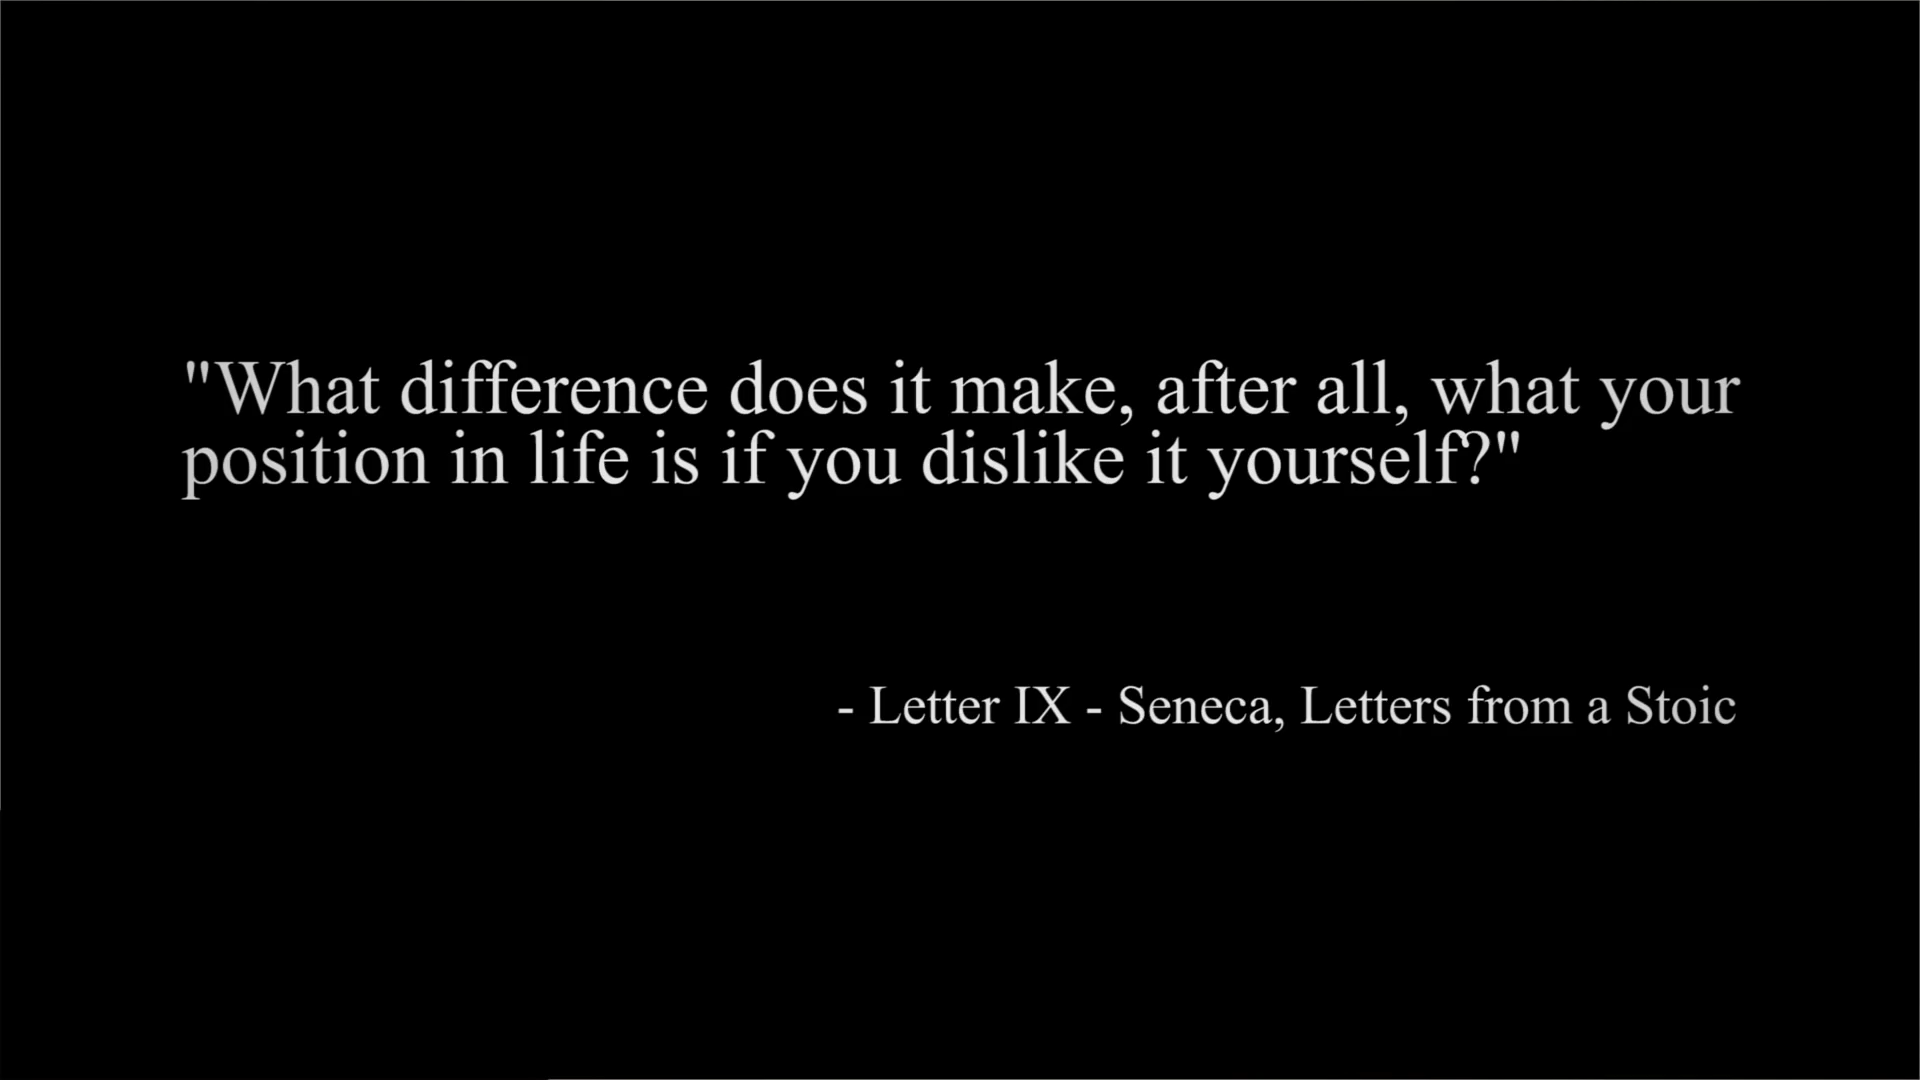 "What difference does it make, after all, what your
position in life is if you dislike it yourself?"
- Letter IX - Seneca, Letters from a Stoic